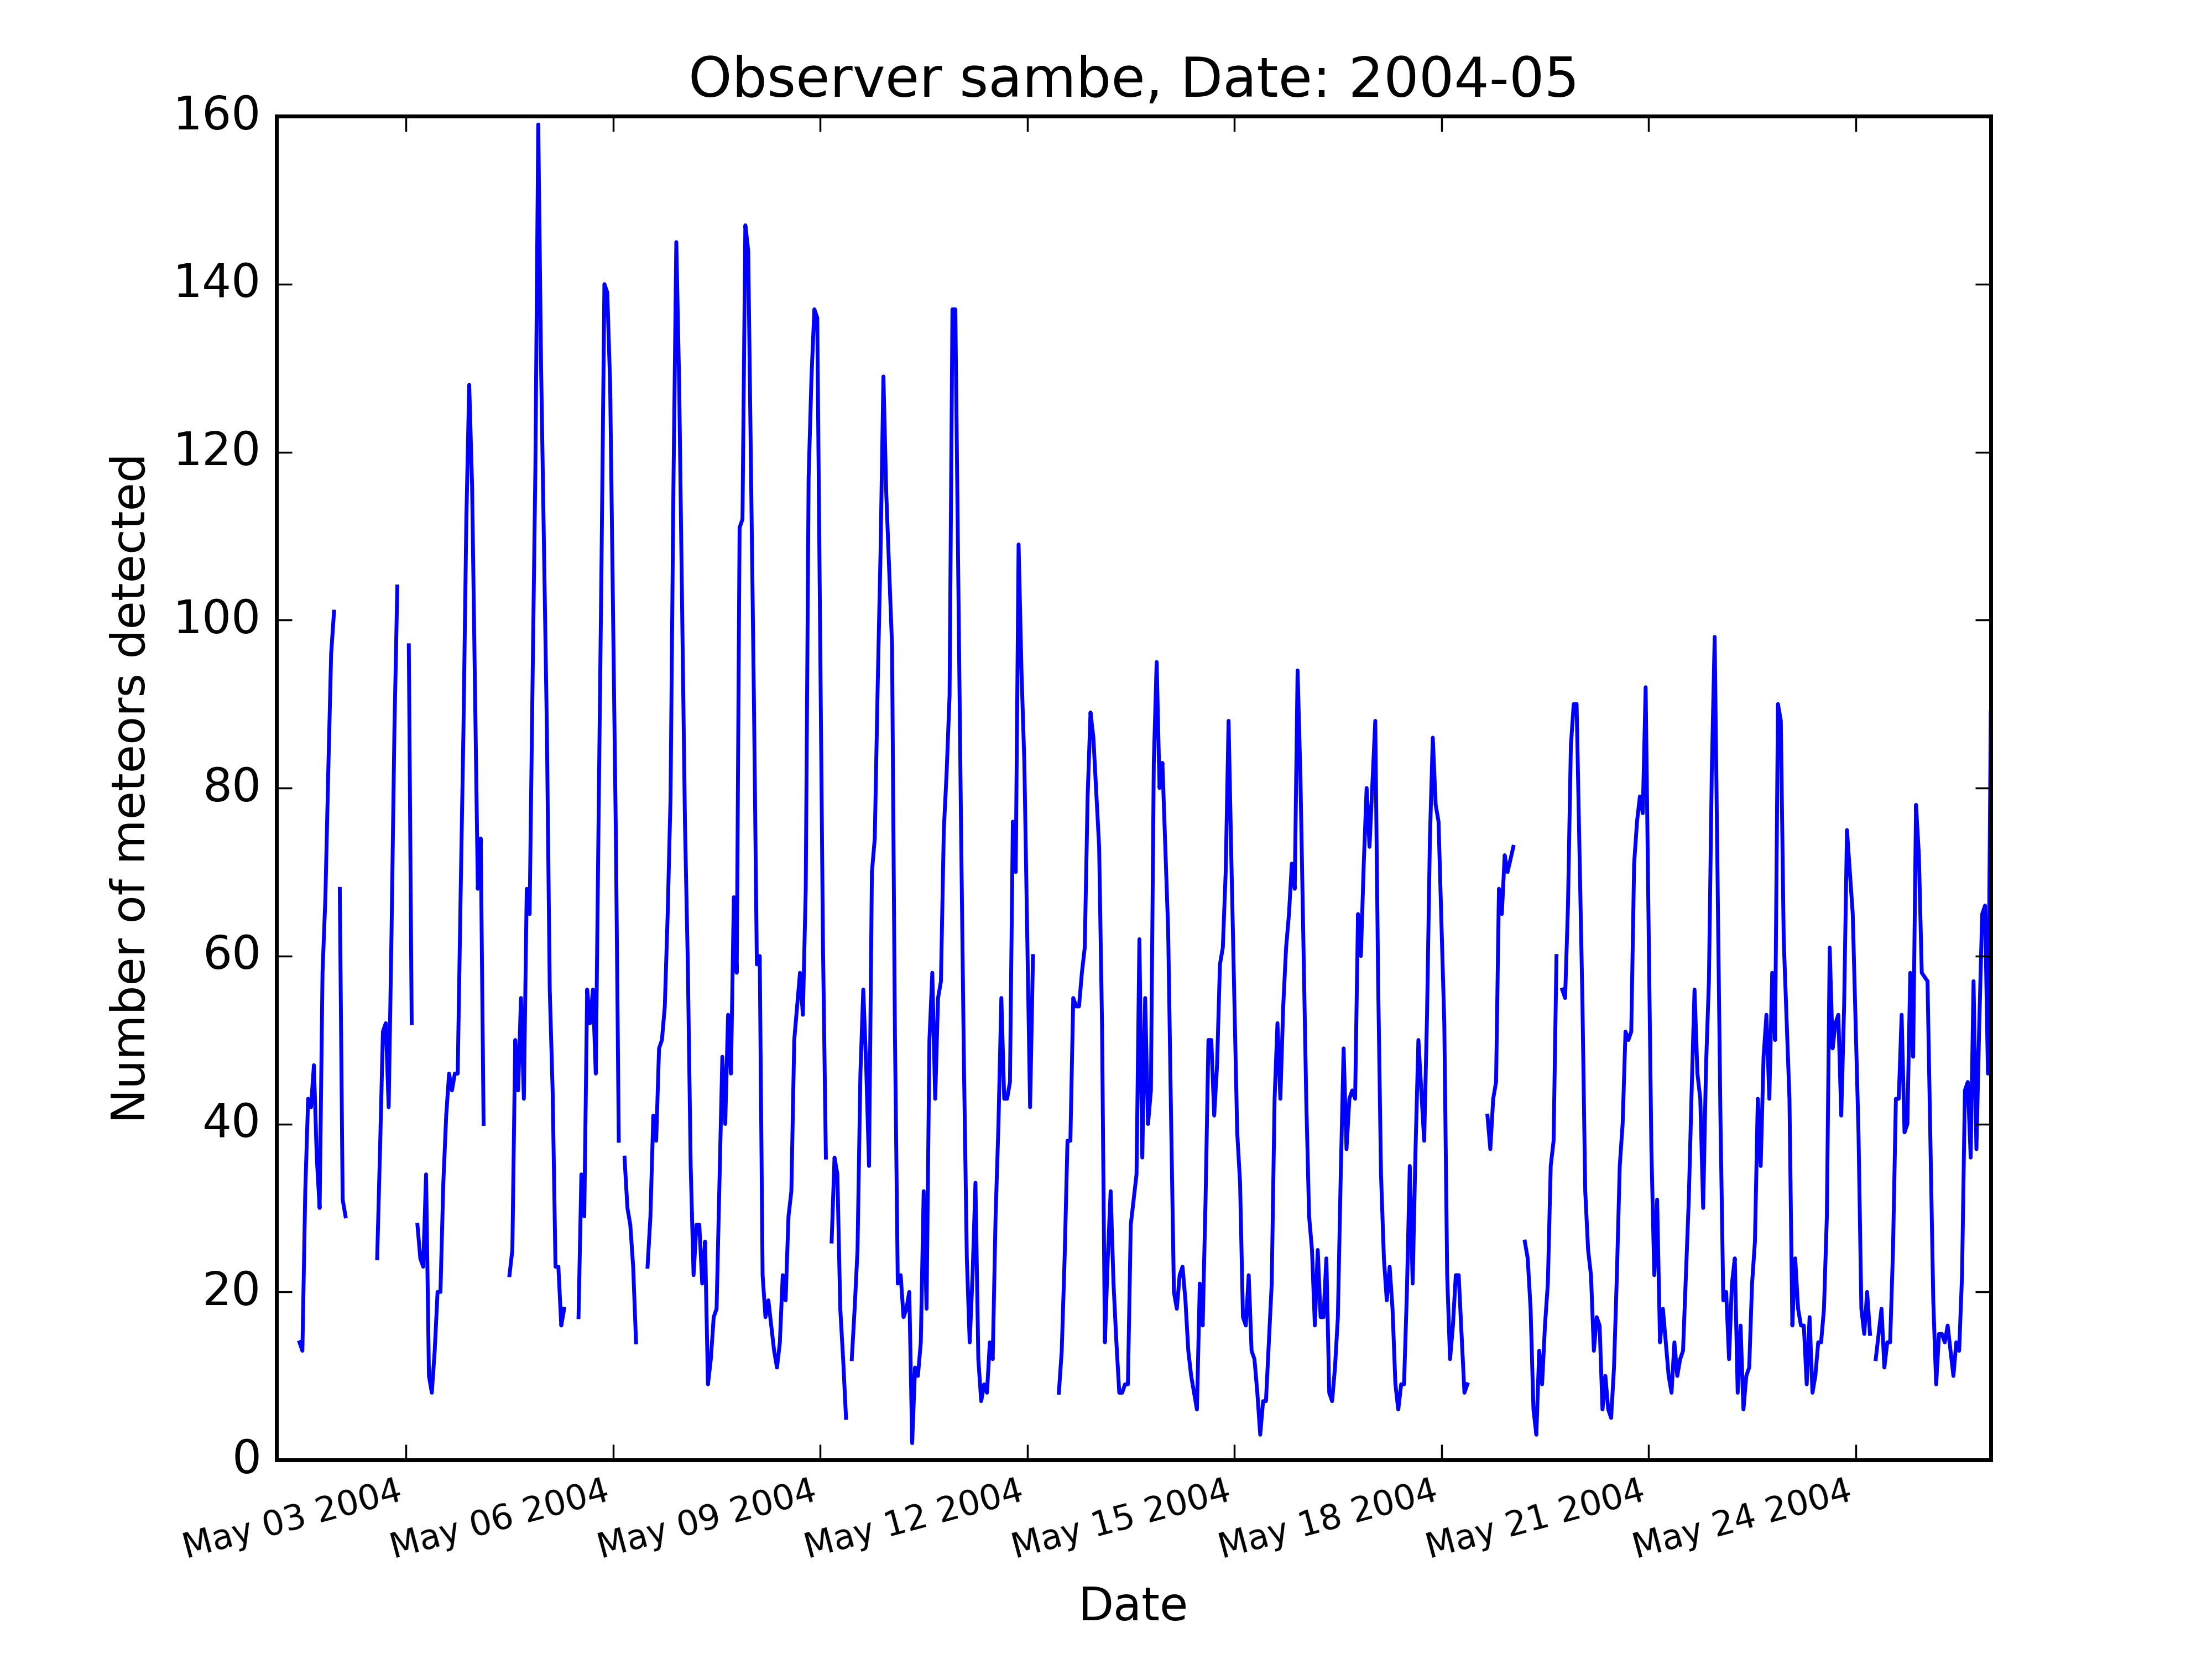 Observer sambe, Date: 2004-05
Number of meteors detected
160
140
120
100
80
60
40
20
0
May 03 2004
May 06 2004
May 09 2004
May 12 2004
May 15 2004
May 18 2004
May 21 2004
May 24 2004
Date